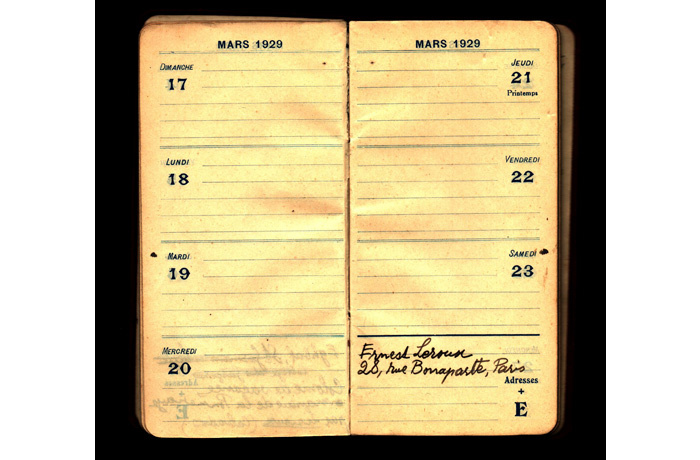 MARS 1929
DIMANCHE
17
LUNDI
18
MARDI
19
MERCREDI
20
MARS 1929
JEUDI
21
Printemps
VENDREDI
22
SAMEDI
23
Ernest Leroux
28, rue Bonaparte, Paris
Adresses
+
E